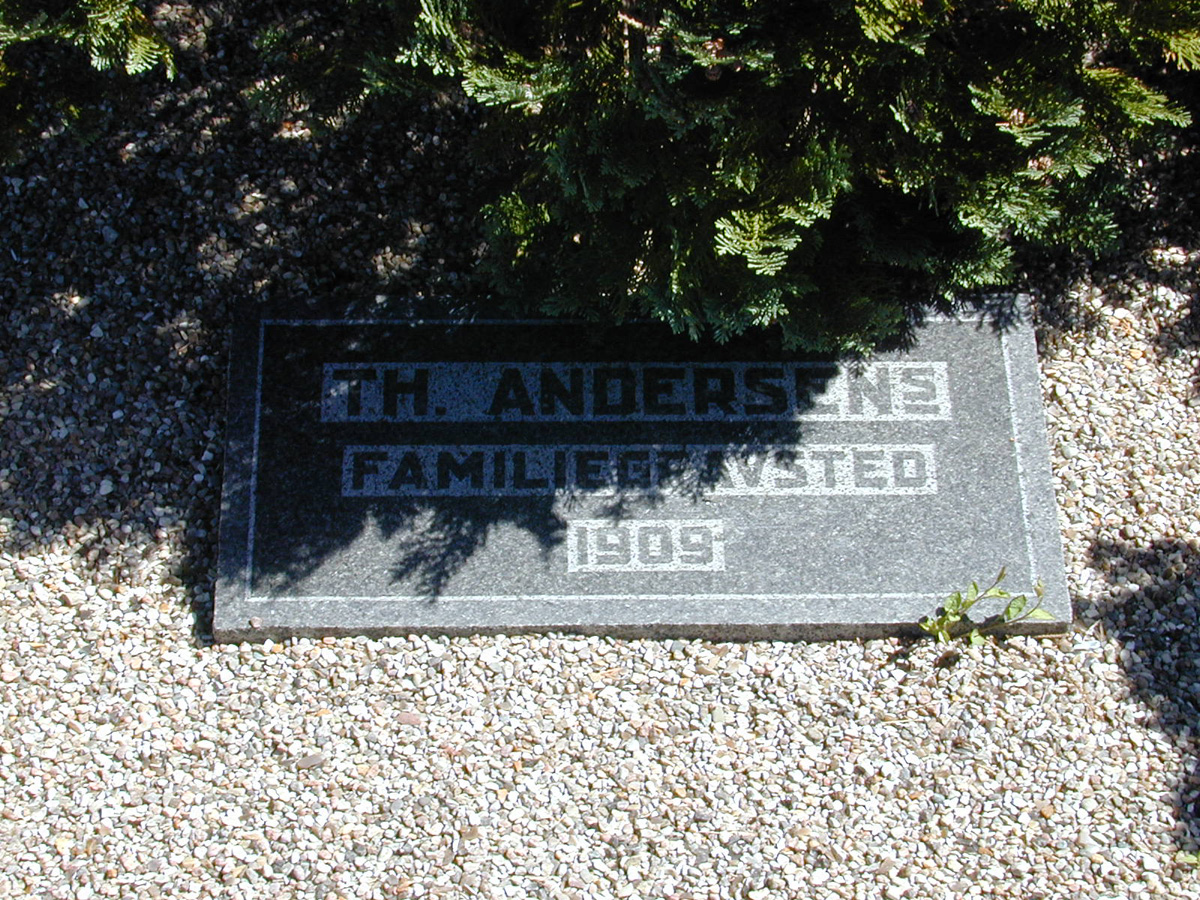 TH. ANDERSENS
FAMILIEGRAVSTED
1909